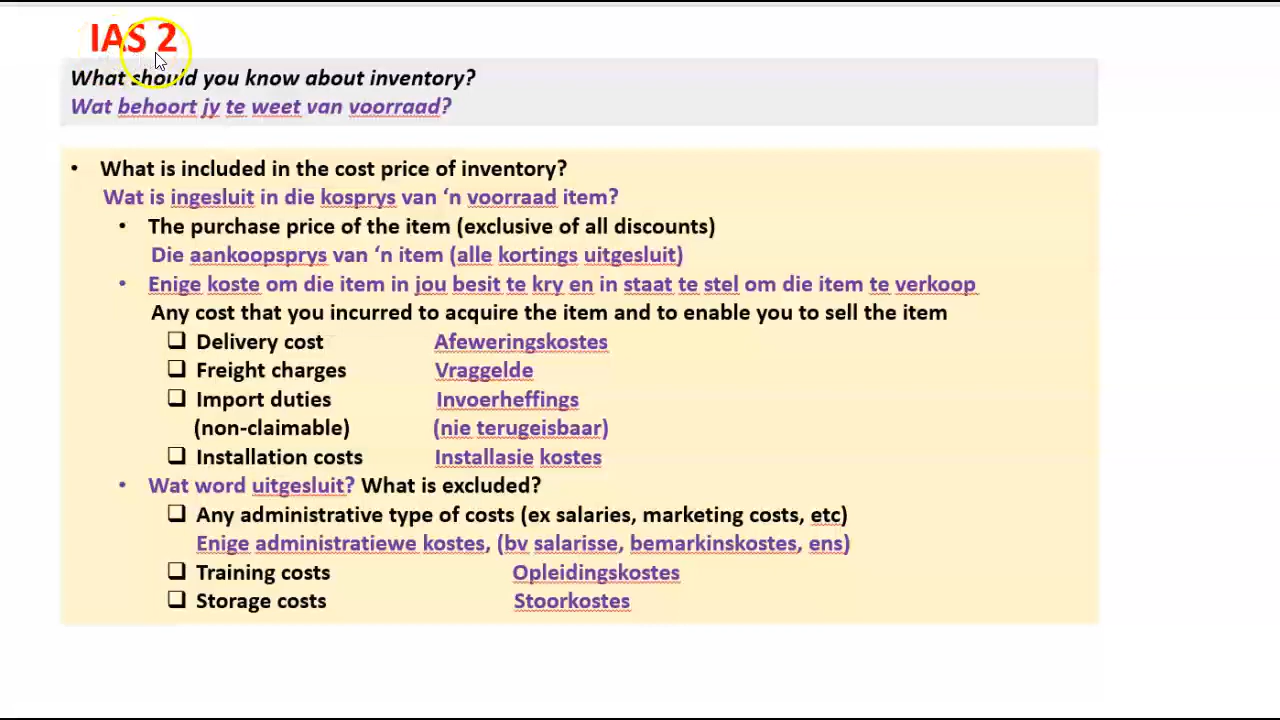 IAS 2
What should you know about inventory?
Wat behoort jy te weet van voorraad?
• What is included in the cost price of inventory?
Wat is ingesluit in die kosprys van ‘n voorraad item?
• The purchase price of the item (exclusive of all discounts)
Die aankoopsprys van ‘n item (alle kortings uitgesluit)
• Enige koste om die item in jou besit te kry en in staat te stel om die item te verkoop
Any cost that you incurred to acquire the item and to enable you to sell the item
❑ Delivery cost Afeweringskostes
❑ Freight charges Vraggelde
❑ Import duties Invoerheffings
(non-claimable) (nie terugeisbaar)
❑ Installation costs Installasie kostes
• Wat word uitgesluit? What is excluded?
❑ Any administrative type of costs (ex salaries, marketing costs, etc)
Enige administratiewe kostes, (bv salarisse, bemarkinskostes, ens)
❑ Training costs Opleidingskostes
❑ Storage costs Stoorkostes